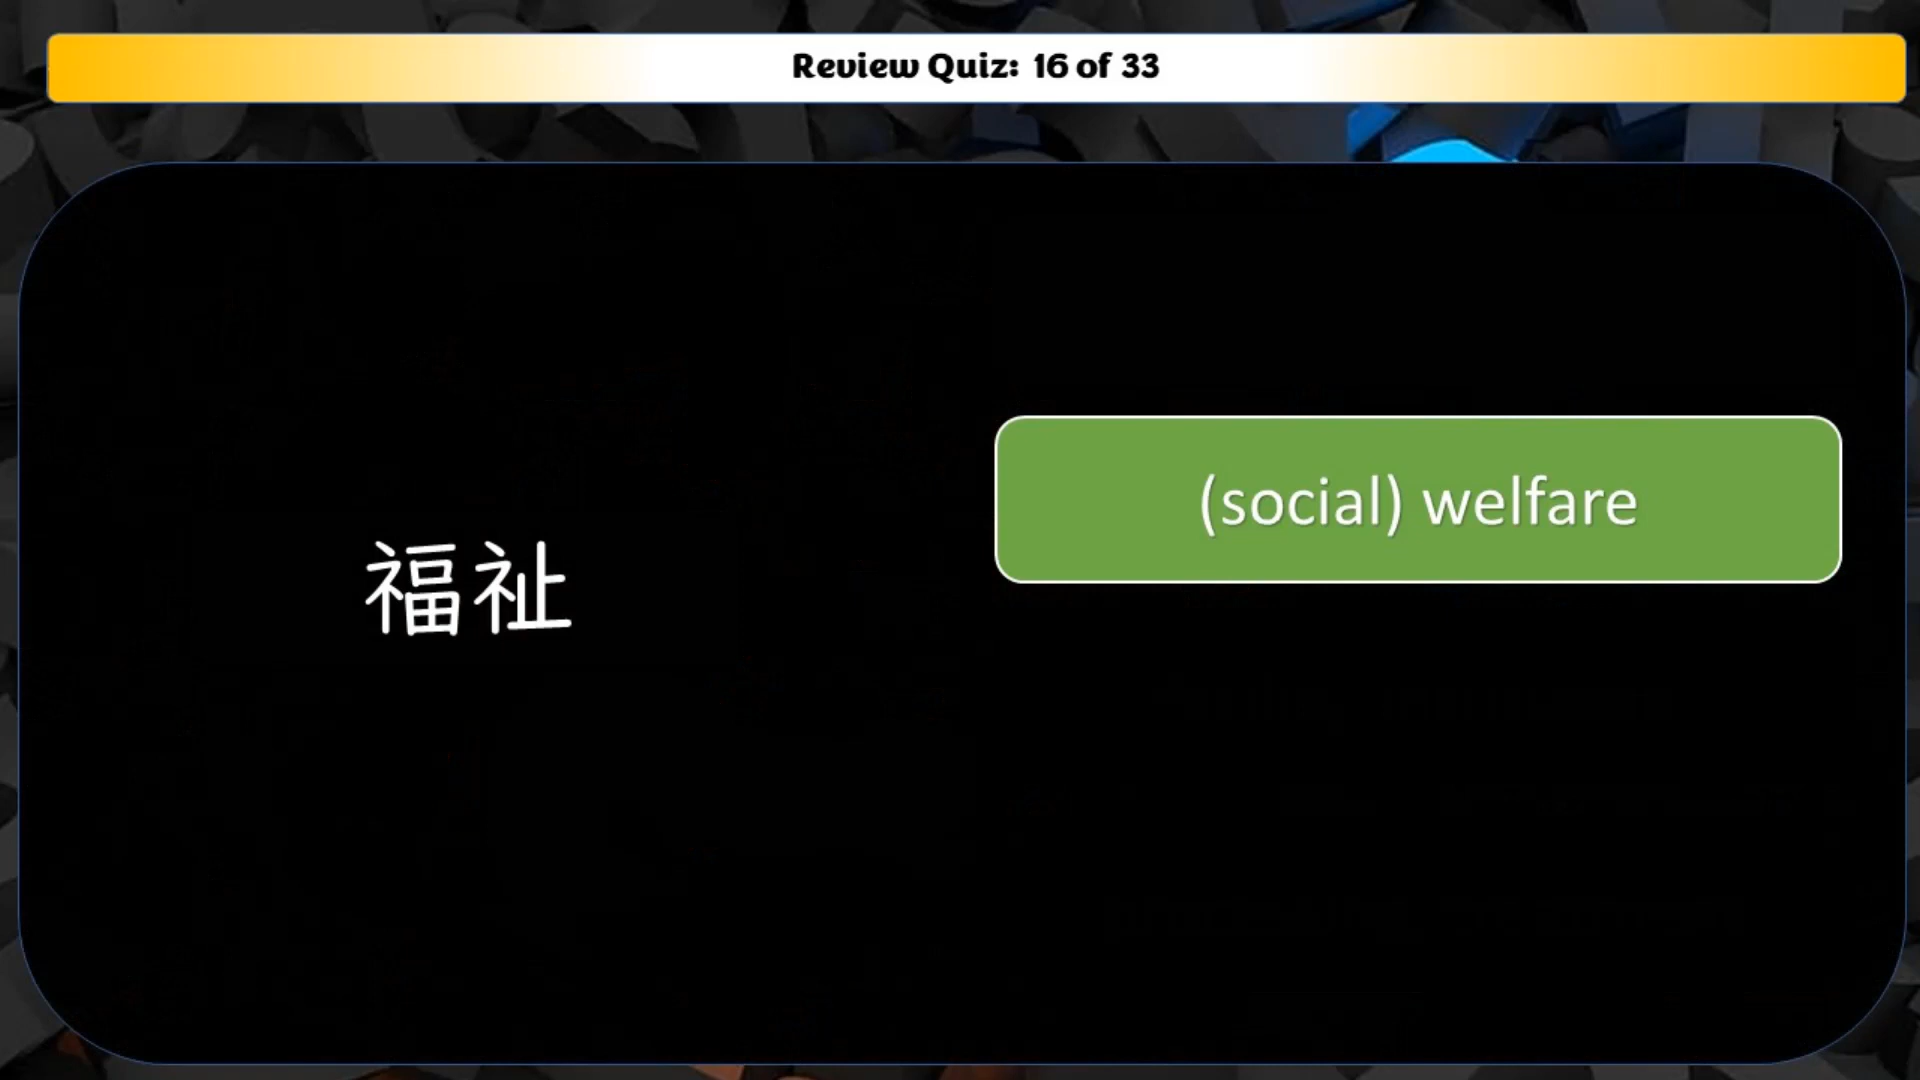 Review Quiz: 16 of 33
福祉
(social) welfare